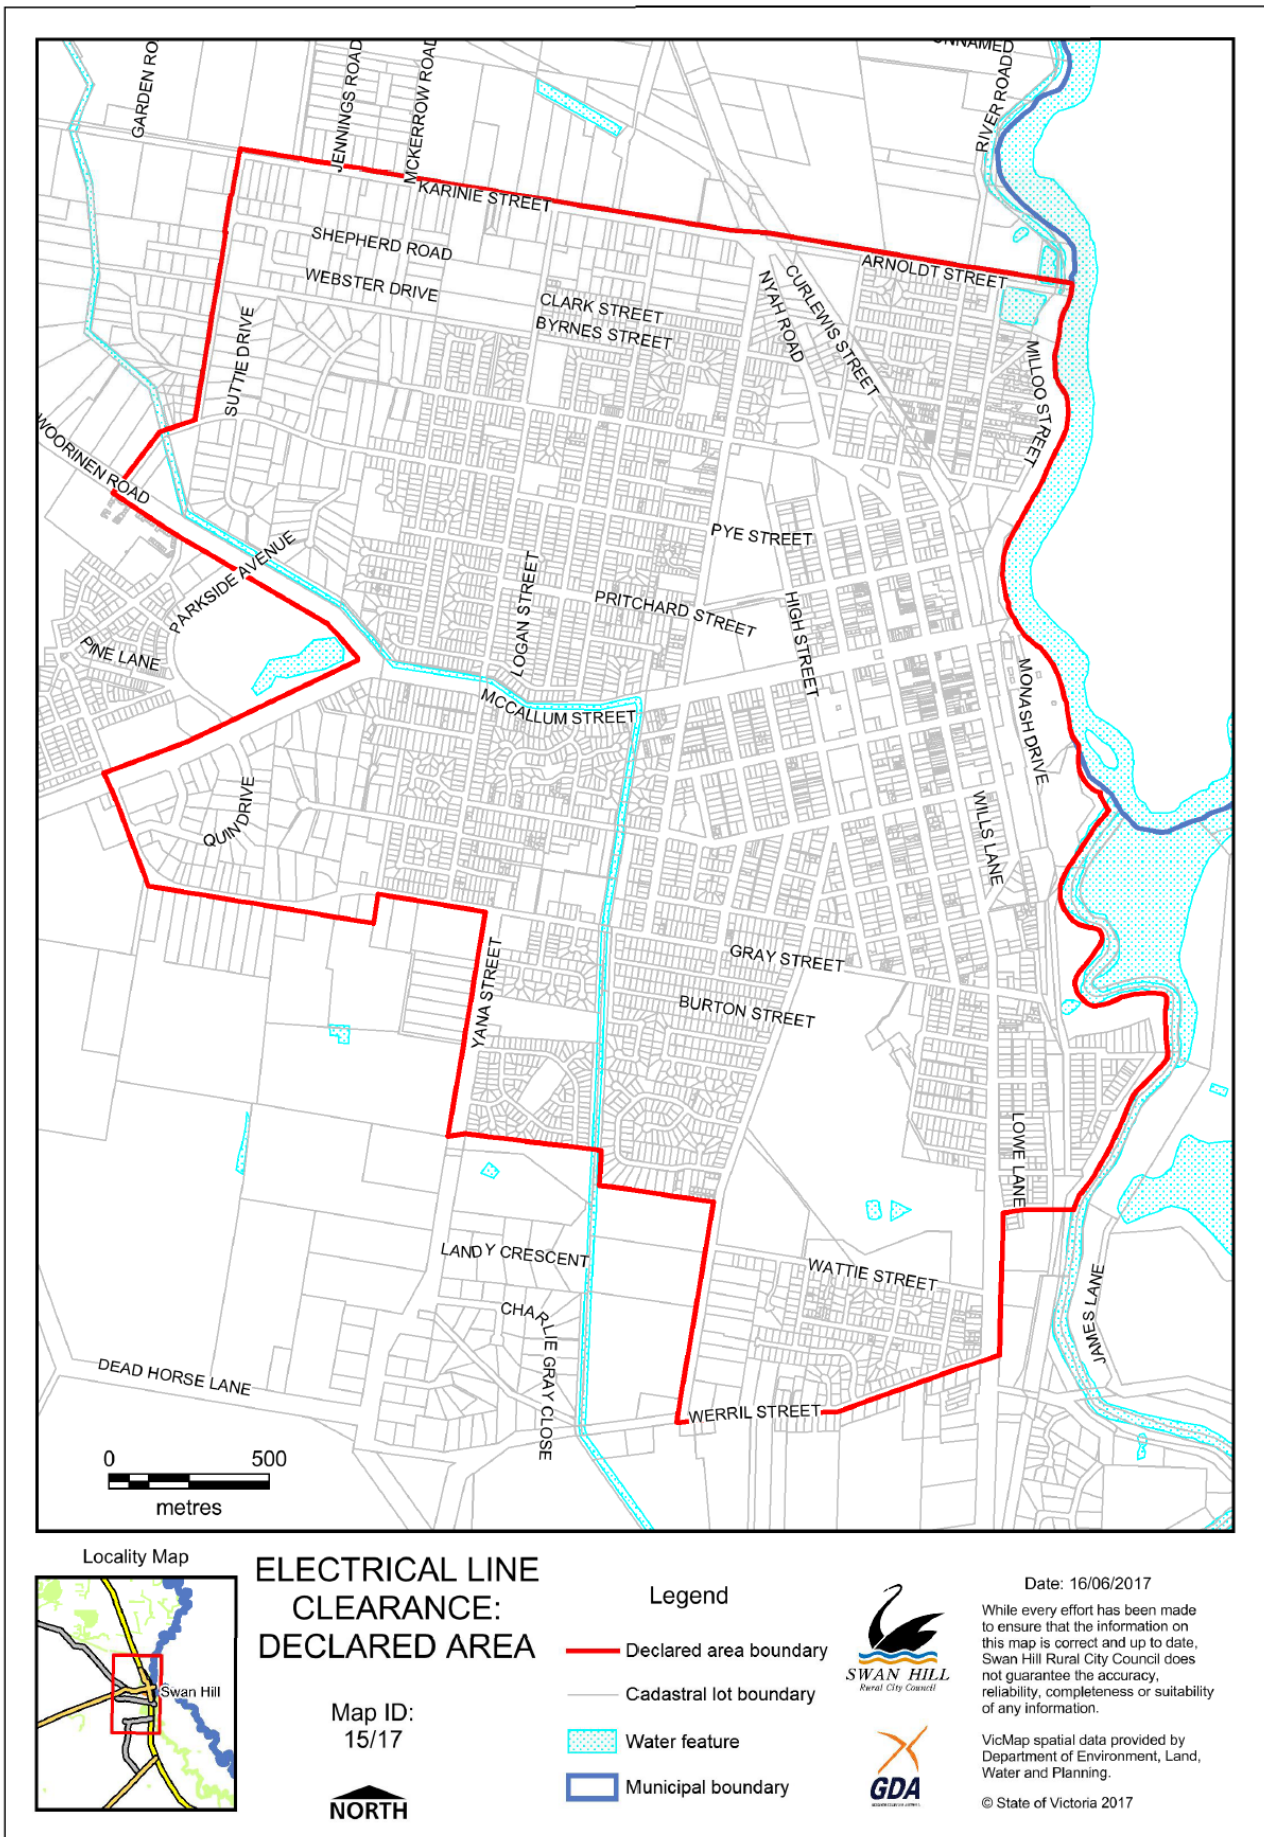 UNNAMED
GARDEN RO
JENNINGS ROAD
MCKERROW ROAD
RIVER ROAD
KARINIE STREET
SHEPHERD ROAD
WEBSTER DRIVE
ARNOLDT STREET
CURLEWIS STREET
NYAH ROAD
CLARK STREET
BYRNES STREET
SUTTIE DRIVE
MILLOO STREET
WOORINEN ROAD
PYE STREET
PARKSIDE AVENUE
LOGAN STREET
PRITCHARD STREET
HIGH STREET
PINE LANE
MCCALLUM STREET
MONASH DRIVE
QUIN DRIVE
WILLS LANE
GRAY STREET
YANA STREET
BURTON STREET
LOWE LANE
LANDY CRESCENT
WATTIE STREET
JAMES LANE
CHARLIE GRAY CLOSE
DEAD HORSE LANE
WERRIL STREET
0 500
metres
Locality Map
Swan Hill
ELECTRICAL LINE
CLEARANCE:
DECLARED AREA
Map ID:
15/17
NORTH
Legend
Declared area boundary
Cadastral lot boundary
Water feature
Municipal boundary
SWAN HILL
Rural City Council
GDA
Date: 16/06/2017
While every effort has been made
to ensure that the information on
this map is correct and up to date,
Swan Hill Rural City Council does
not guarantee the accuracy,
reliability, completeness or suitability
of any information.
VicMap spatial data provided by
Department of Environment, Land,
Water and Planning.
© State of Victoria 2017